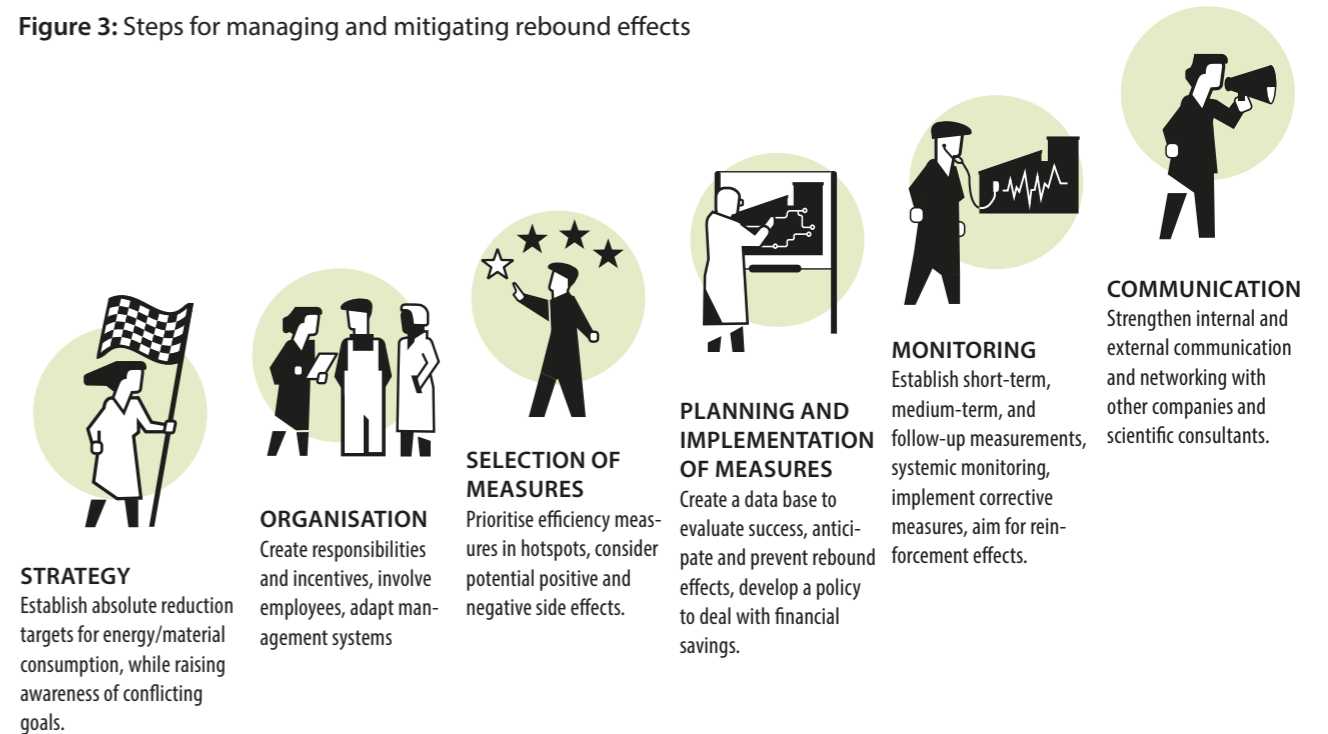 Figure 3: Steps for managing and mitigating rebound effects
STRATEGY
Establish absolute reduction
targets for energy/material
consumption, while raising
awareness of conflicting
goals.
ORGANISATION
Create responsibilities
and incentives, involve
employees, adapt man-
agement systems
SELECTION OF
MEASURES
Prioritise efficiency meas-
ures in hotspots, consider
potential positive and
negative side effects.
PLANNING AND
IMPLEMENTATION
OF MEASURES
Create a data base to
evaluate success, antici-
pate and prevent rebound
effects, develop a policy
to deal with financial
savings.
MONITORING
Establish short-term,
medium-term, and
follow-up measurements,
systemic monitoring,
implement corrective
measures, aim for rein-
forcement effects.
COMMUNICATION
Strengthen internal and
external communication
and networking with
other companies and
scientific consultants.